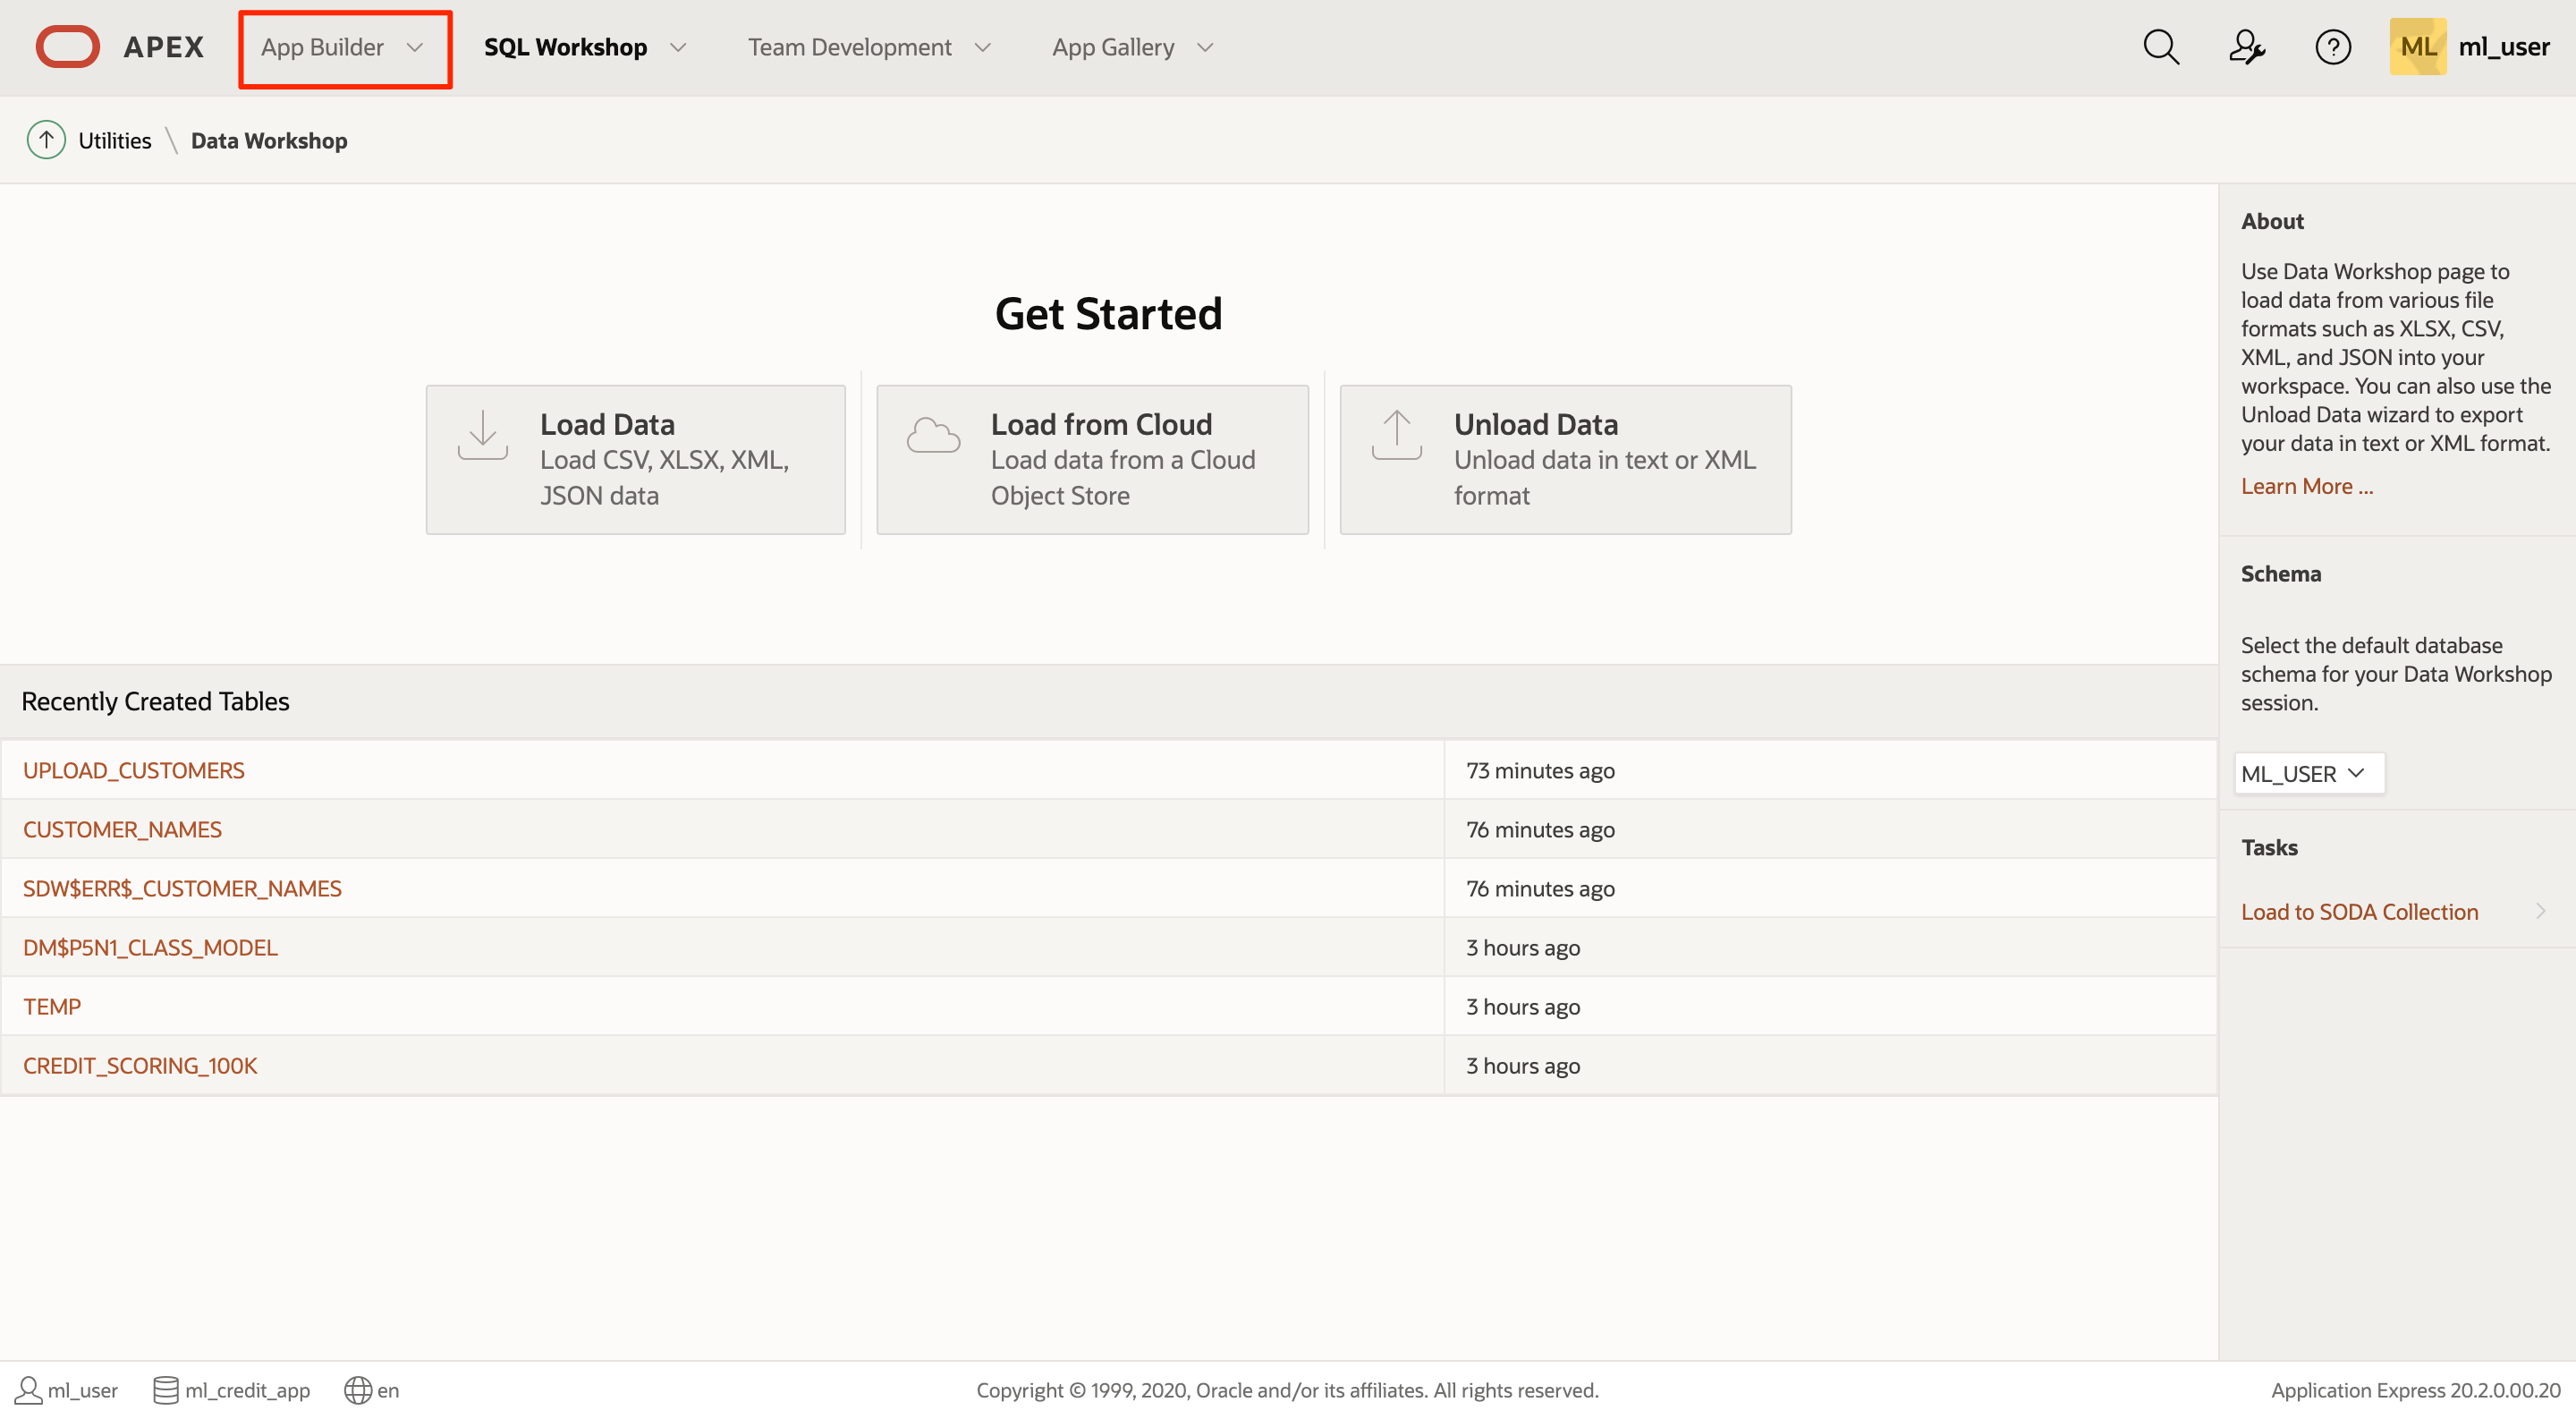 APEX App Builder SQL Workshop Team Development App Gallery ML ml_user
Utilities \ Data Workshop
Get Started
Load Data
Load CSV, XLSX, XML,
JSON data
Load from Cloud
Load data from a Cloud
Object Store
Unload Data
Unload data in text or XML
format
Recently Created Tables
UPLOAD_CUSTOMERS 73 minutes ago
CUSTOMER_NAMES 76 minutes ago
SDW$ERR$_CUSTOMER_NAMES 76 minutes ago
DM$P5N1_CLASS_MODEL 3 hours ago
TEMP 3 hours ago
CREDIT_SCORING_100K 3 hours ago
About
Use Data Workshop page to
load data from various file
formats such as XLSX, CSV,
XML, and JSON into your
workspace. You can also use the
Unload Data wizard to export
your data in text or XML format.
Learn More ...
Schema
Select the default database
schema for your Data Workshop
session.
ML_USER
Tasks
Load to SODA Collection
ml_user ml_credit_app en Copyright © 1999, 2020, Oracle and/or its affiliates. All rights reserved. Application Express 20.2.0.00.20